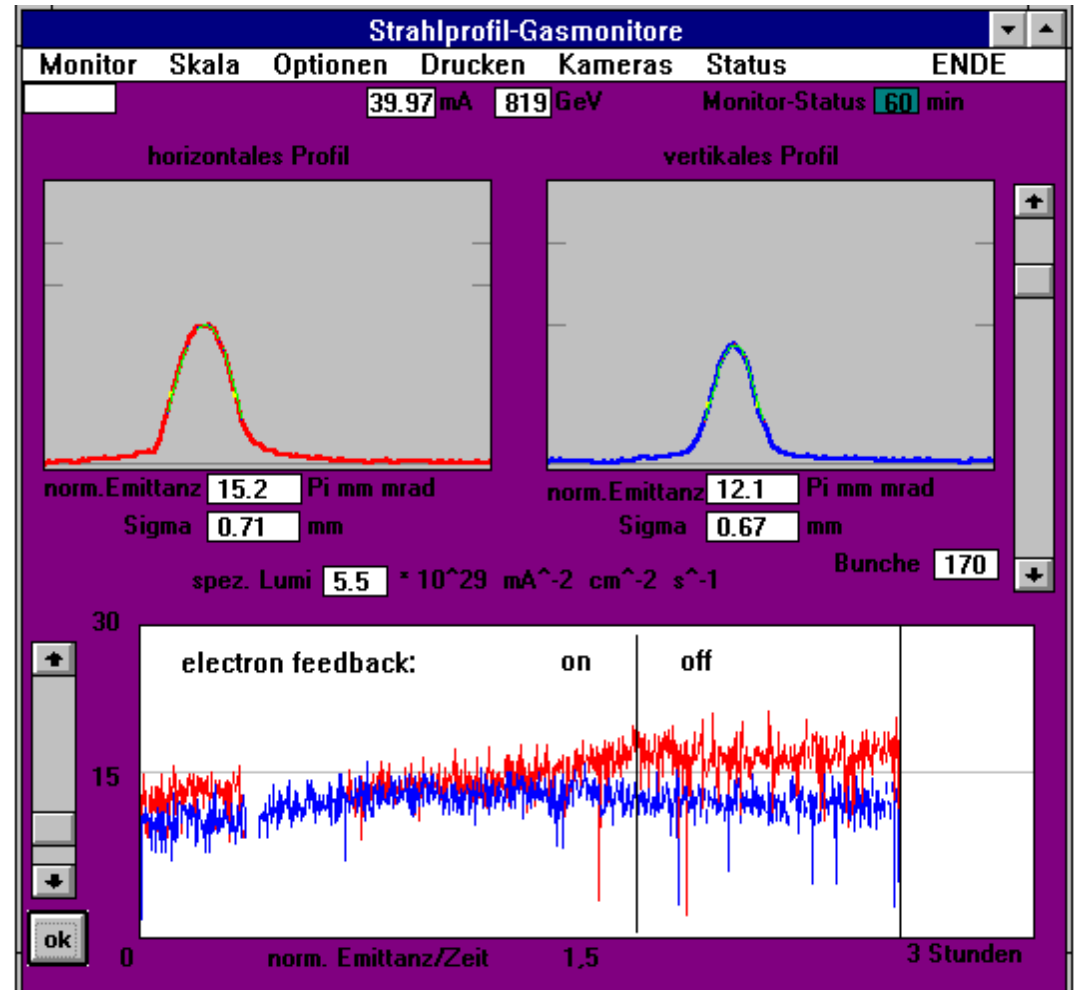 Strahlprofil-Gasmonitore
Monitor Skala Optionen Drucken Kameras Status ENDE
39.97 mA 819 GeV Monitor-Status 60 min
horizontales Profil vertikales Profil
norm.Emittanz 15.2 Pi mm mrad norm.Emittanz 12.1 Pi mm mrad
Sigma 0.71 mm Sigma 0.67 mm
Bunche 170
spez. Lumi 5.5 * 10^29 mA^-2 cm^-2 s^-1
30
electron feedback: on off
15
ok
0 norm. Emittanz/Zeit 1,5 3 Stunden